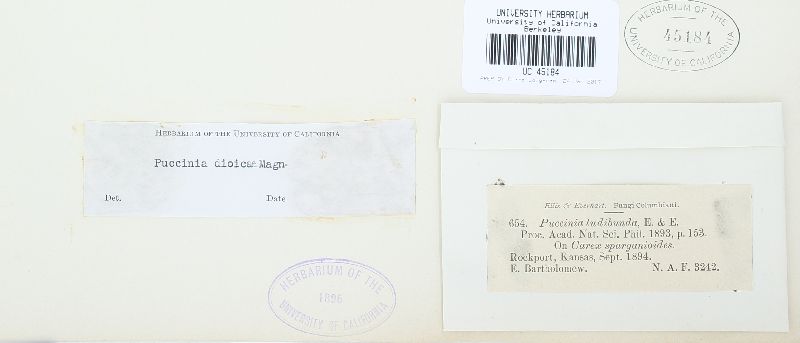 UNIVERSITY HERBARIUM
University of California
Berkeley
UC 45184
HERBARIUM OF THE
45184
UNIVERSITY OF CALIFORNIA
HERBARIUM OF THE UNIVERSITY OF CALIFORNIA
Puccinia dioicae Magn.
Det. Date
Ellis & Everhart. Fungi Columbiani.
654. Puccinia ludibunda, E. & E.
Proc. Acad. Nat. Sci. Phil. 1893, p. 153.
On Carex sparganioides.
Rockport, Kansas, Sept. 1894.
E. Bartholomew. N. A. F. 3242.
HERBARIUM OF THE
1896
UNIVERSITY OF CALIFORNIA